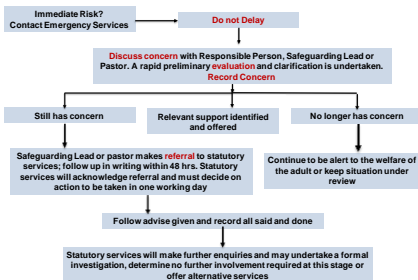 Immediate Risk?
Contact Emergency Services
Do not Delay
Discuss concern with Responsible Person, Safeguarding Lead or
Pastor. A rapid preliminary evaluation and clarification is undertaken.
Record Concern
Still has concern
Relevant support identified
and offered
No longer has concern
Safeguarding Lead or pastor makes referral to statutory
services; follow up in writing within 48 hrs. Statutory
services will acknowledge referral and must decide on
action to be taken in one working day
Continue to be alert to the welfare of
the adult or keep situation under
review
Follow advise given and record all said and done
Statutory services will make further enquiries and may undertake a formal
investigation, determine no further involvement required at this stage or
offer alternative services